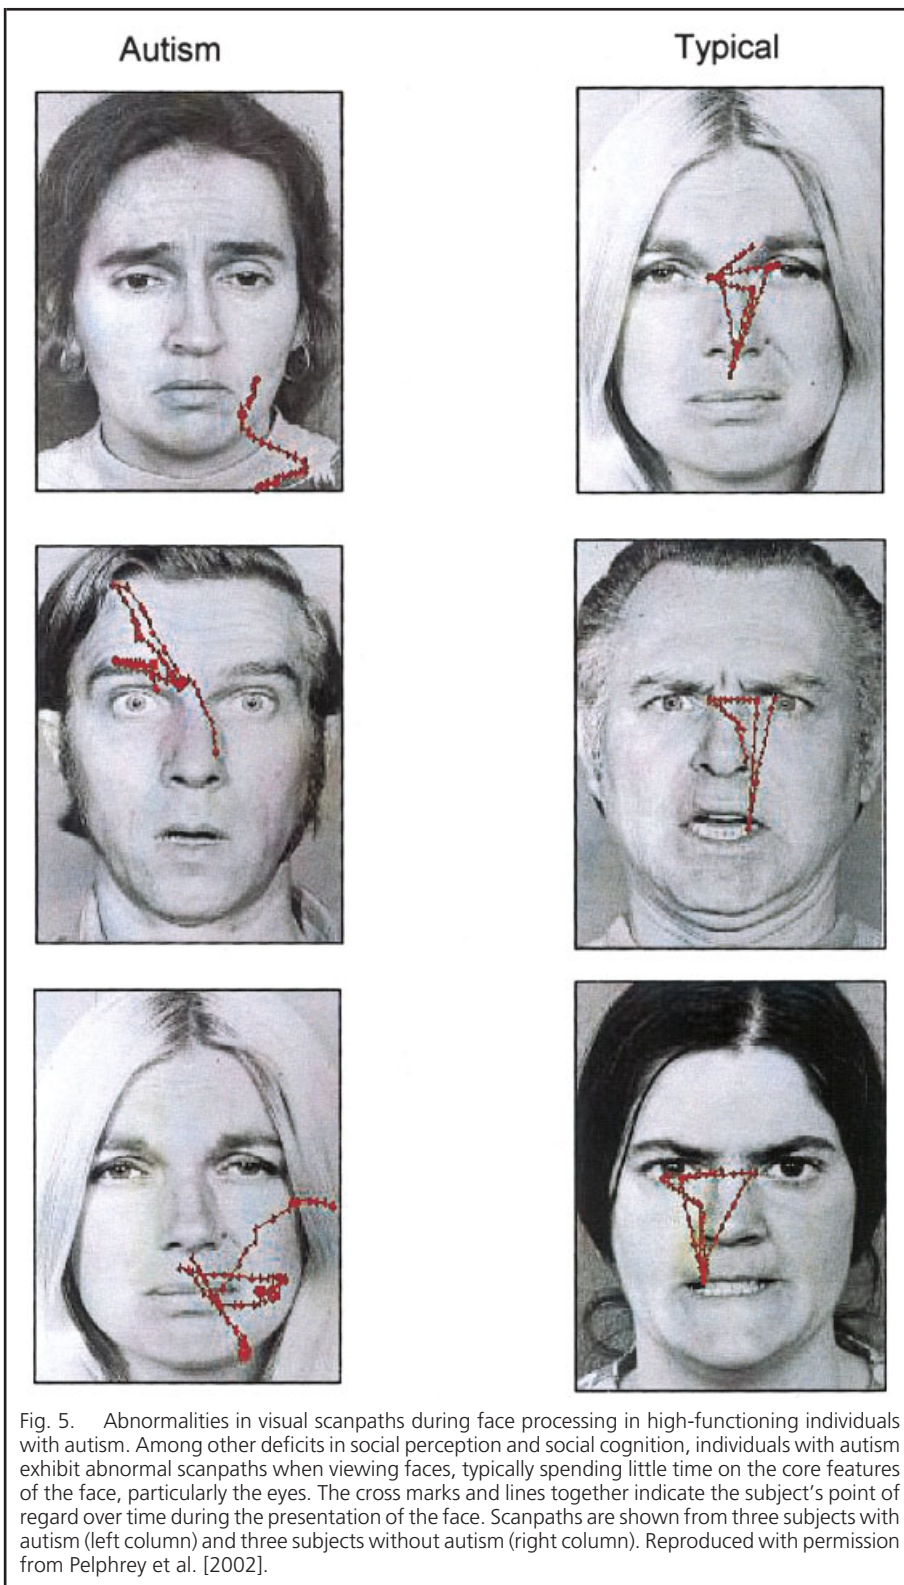 Autism
Typical
Fig. 5. Abnormalities in visual scanpaths during face processing in high-functioning individuals
with autism. Among other deficits in social perception and social cognition, individuals with autism
exhibit abnormal scanpaths when viewing faces, typically spending little time on the core features
of the face, particularly the eyes. The cross marks and lines together indicate the subject's point of
regard over time during the presentation of the face. Scanpaths are shown from three subjects with
autism (left column) and three subjects without autism (right column). Reproduced with permission
from Pelphrey et al. [2002].